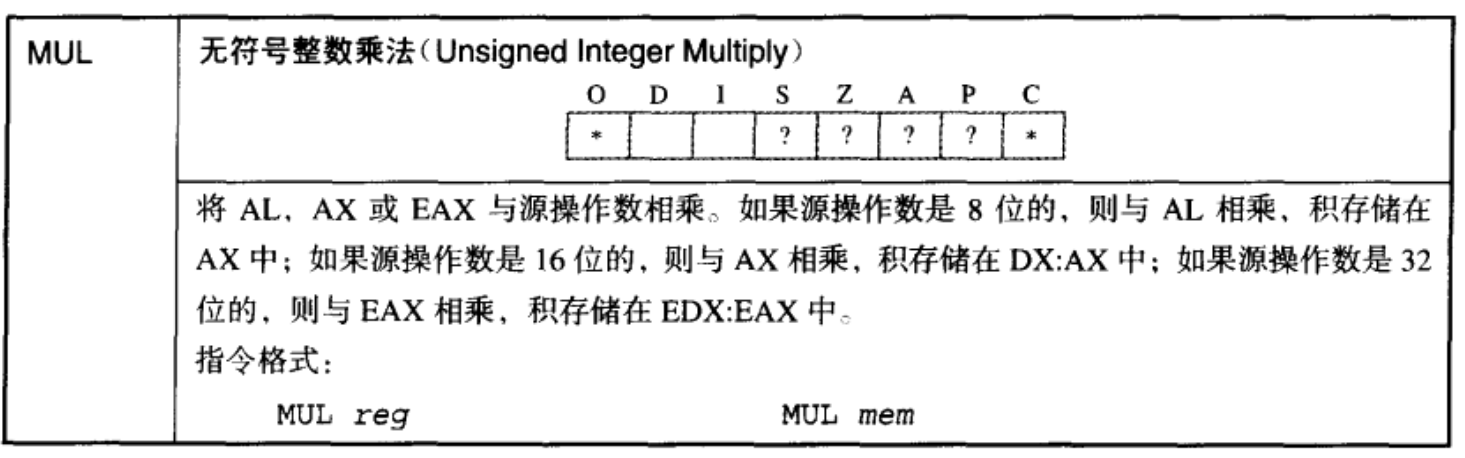 MUL
无符号整数乘法(Unsigned Integer Multiply)
O D I S Z A P C
* ? ? ? ? *
将 AL，AX 或 EAX 与源操作数相乘。如果源操作数是 8 位的，则与 AL 相乘，积存储在
AX 中；如果源操作数是 16 位的，则与 AX 相乘，积存储在 DX:AX 中；如果源操作数是 32
位的，则与 EAX 相乘，积存储在 EDX:EAX 中。
指令格式：
MUL reg MUL mem